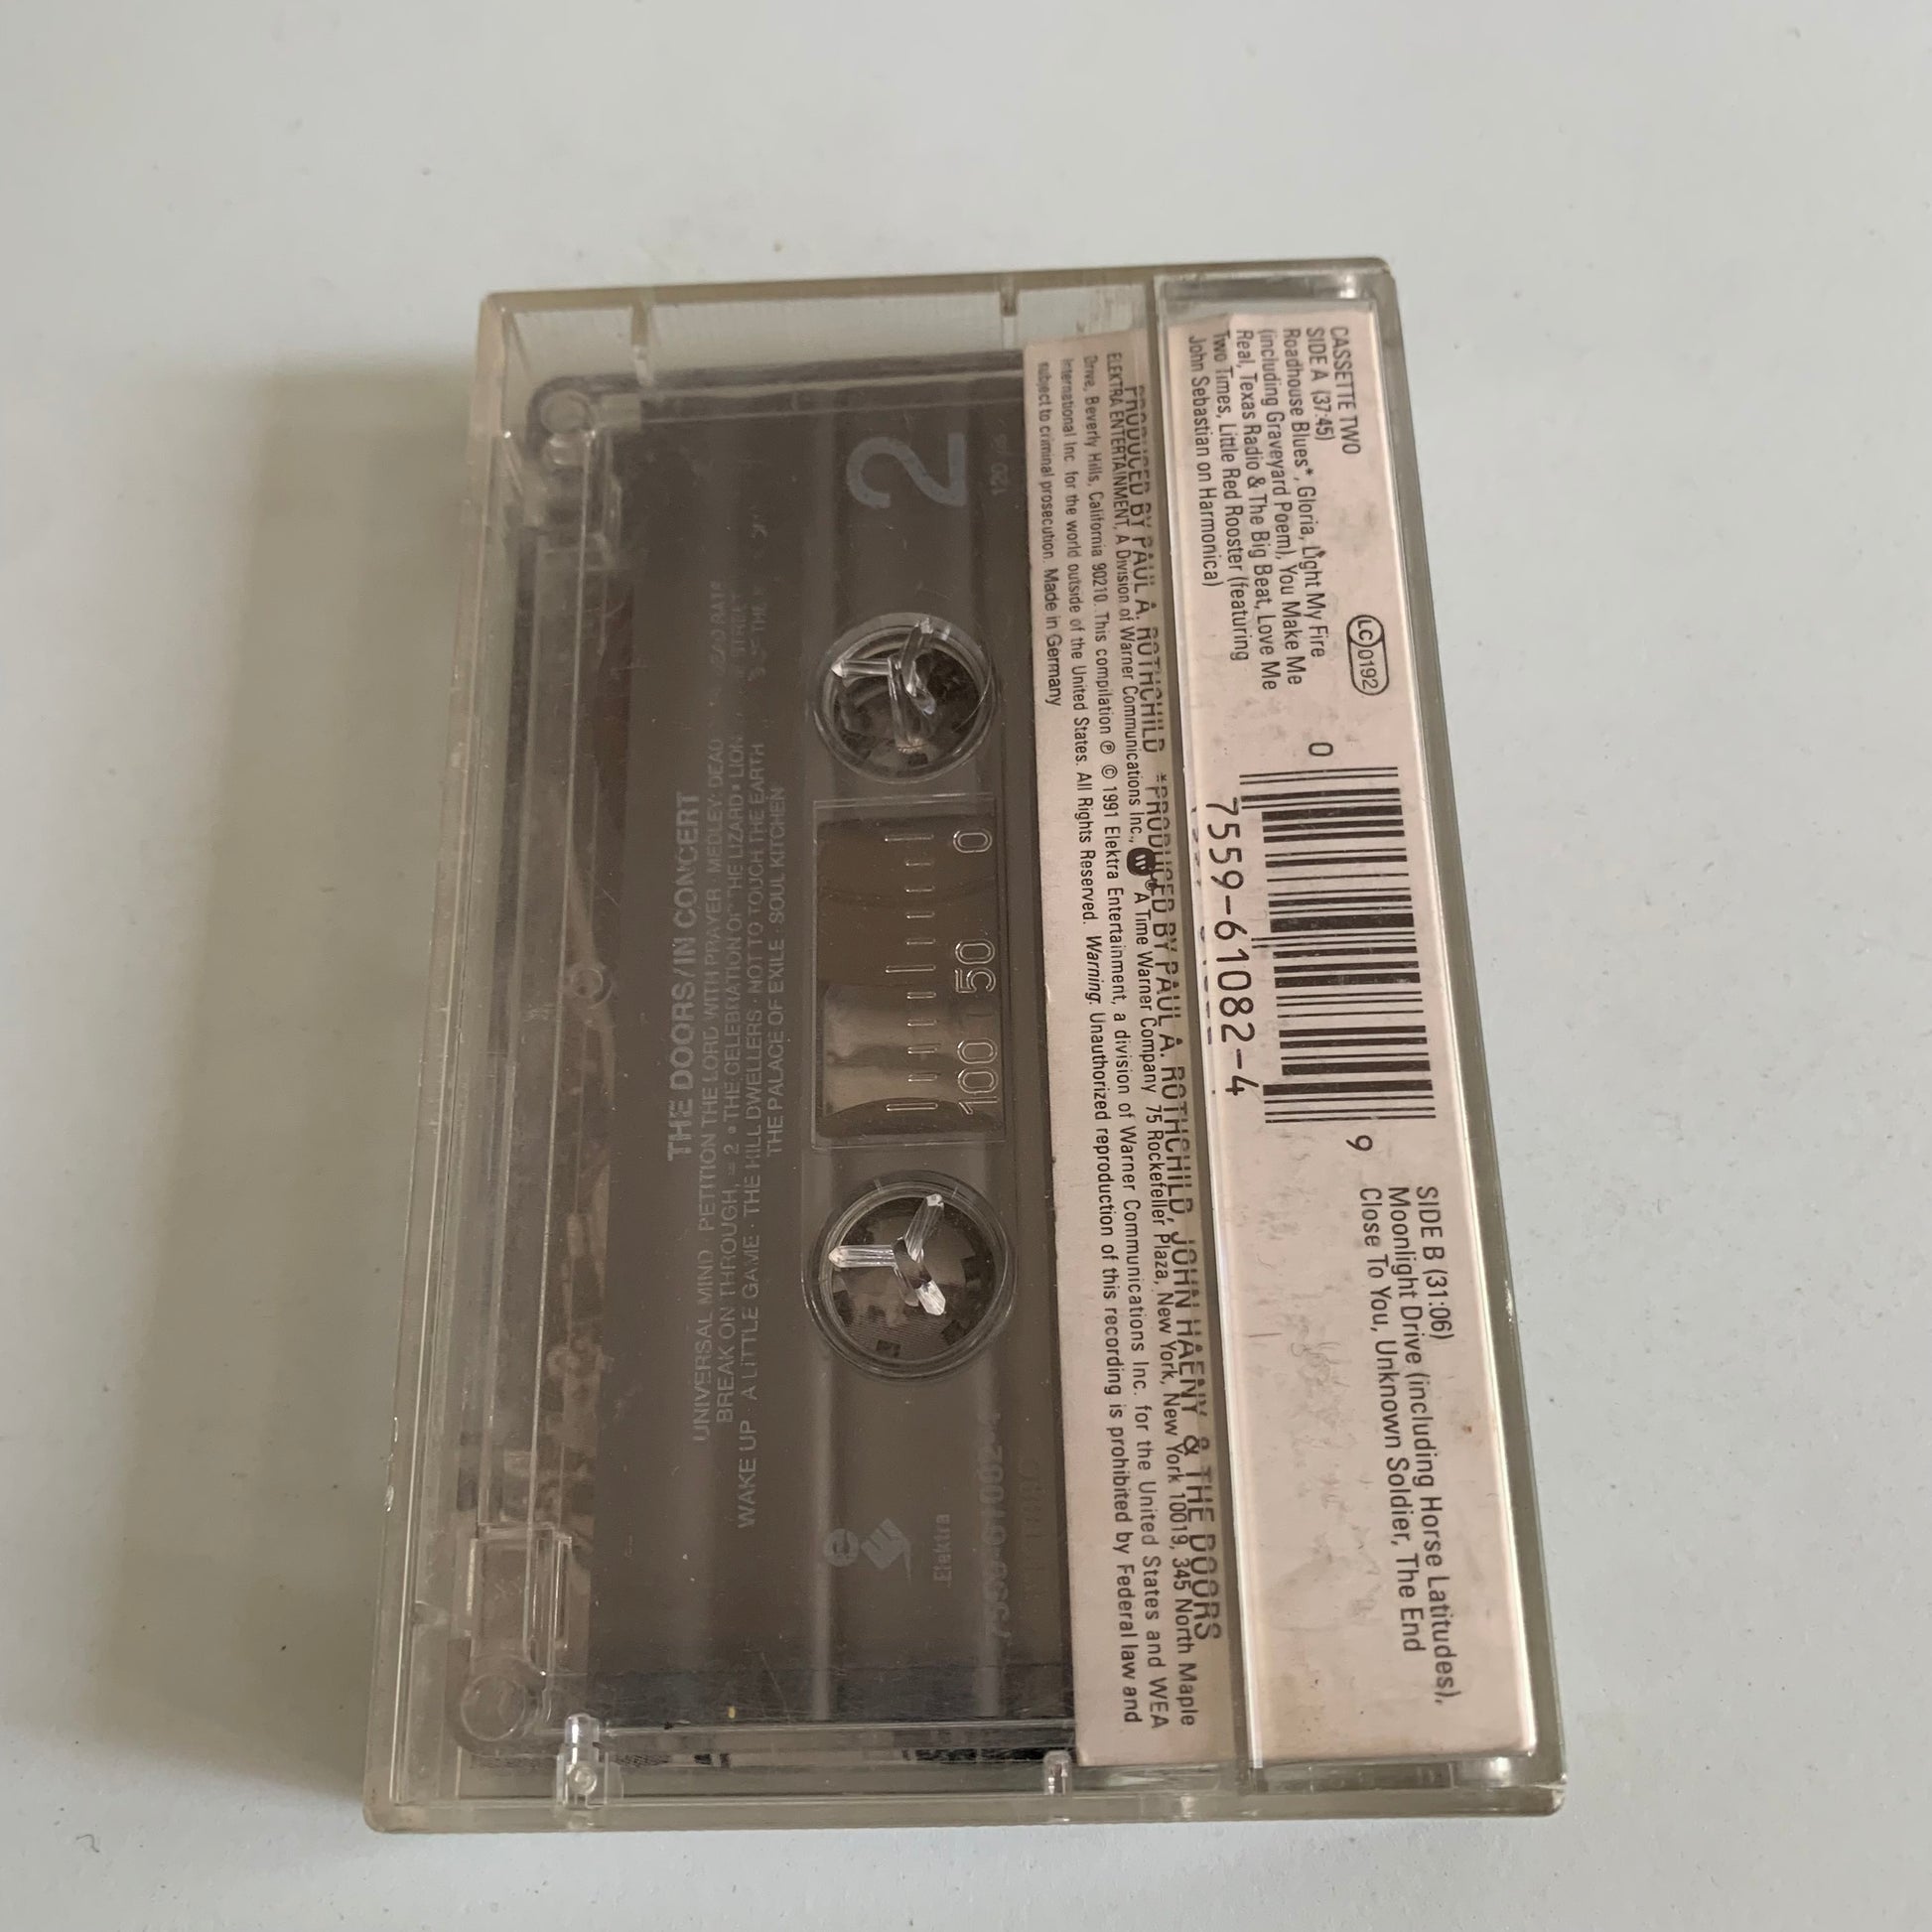 CASSETTE TWO
SIDE A (37:45)
Roadhouse Blues*, Gloria, Light My Fire
(including Graveyard Poem), You Make Me
Real, Texas Radio & The Big Beat, Love Me
Two Times, Little Red Rooster (featuring
John Sebastian on Harmonica)
LC 0192
0
9
7559-61082-4
SIDE B (31:06)
Moonlight Drive (including Horse Latitudes),
Close To You, Unknown Soldier, The End
PRODUCED BY PAUL A. ROTHCHILD *PRODUCED BY PAUL A. ROTHCHILD, JOHN HAENY & THE DOORS
ELEKTRA ENTERTAINMENT, A Division of Warner Communications Inc., A Time Warner Company 75 Rockefeller Plaza, New York, New York 10019, 345 North Maple
Drive, Beverly Hills, California 90210. This compilation ℗ © 1991 Elektra Entertainment, a division of Warner Communications Inc. for the United States and WEA
International Inc. for the world outside of the United States. All Rights Reserved. Warning: Unauthorized reproduction of this recording is prohibited by Federal law and
subject to criminal prosecution. Made in Germany
2
0 50 100
Elektra
THE DOORS/IN CONCERT
UNIVERSAL MIND · PETITION THE LORD WITH PRAYER · MEDLEY: DEAD
BREAK ON THROUGH, = 2 • THE CELEBRATION OF THE LIZARD • LION
WAKE UP · A LITTLE GAME · THE HILL DWELLERS · NOT TO TOUCH THE EARTH
THE PALACE OF EXILE · SOUL KITCHEN